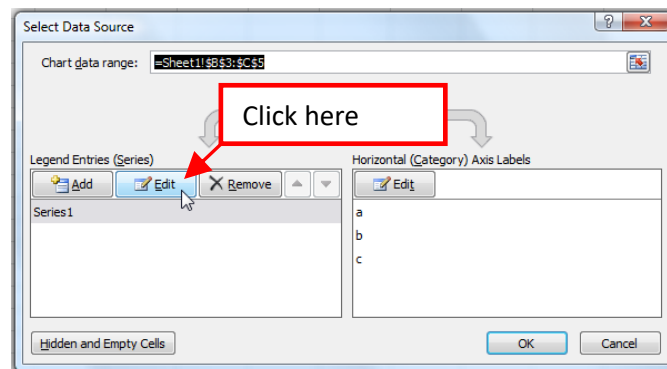 Select Data Source
Chart data range: =Sheet1!$B$3:$C$5
Click here
Legend Entries (Series)
Add Edit Remove
Series1
Horizontal (Category) Axis Labels
Edit
a
b
c
Hidden and Empty Cells
OK Cancel